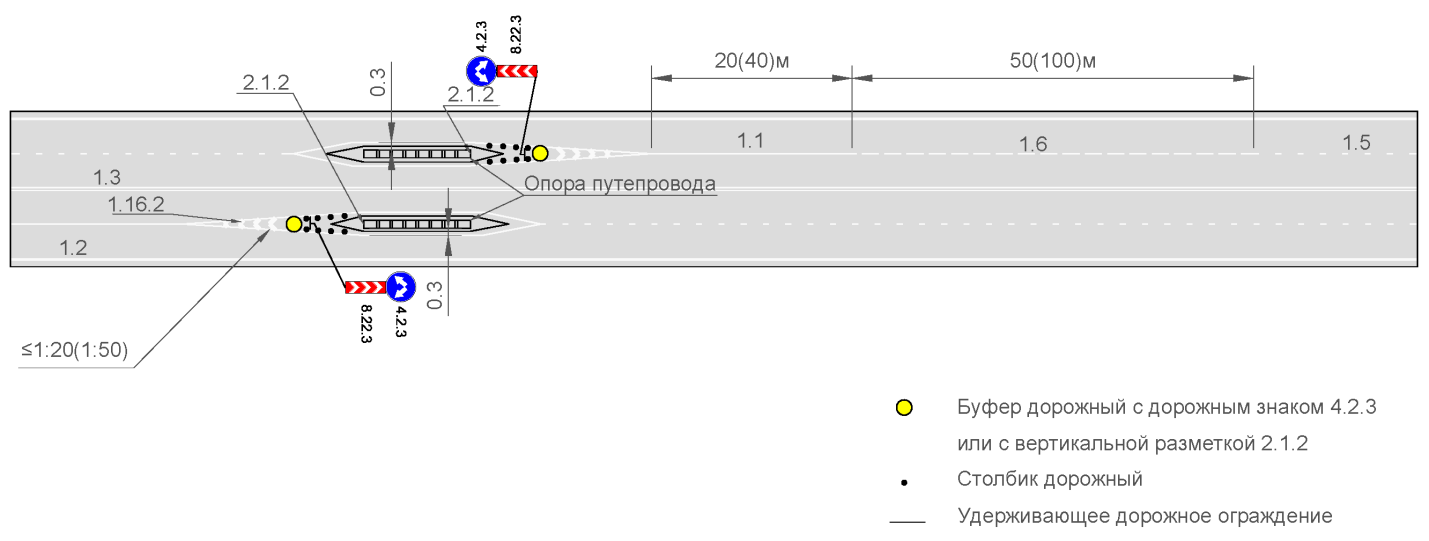 4.2.3
8.22.3
20(40)м
50(100)м
2.1.2
0.3
2.1.2
1.1
1.6
1.5
1.3
Опора путепровода
1.16.2
1.2
0.3
8.22.3
4.2.3
≤1:20(1:50)
Буфер дорожный с дорожным знаком 4.2.3
или с вертикальной разметкой 2.1.2
Столбик дорожный
Удерживающее дорожное ограждение